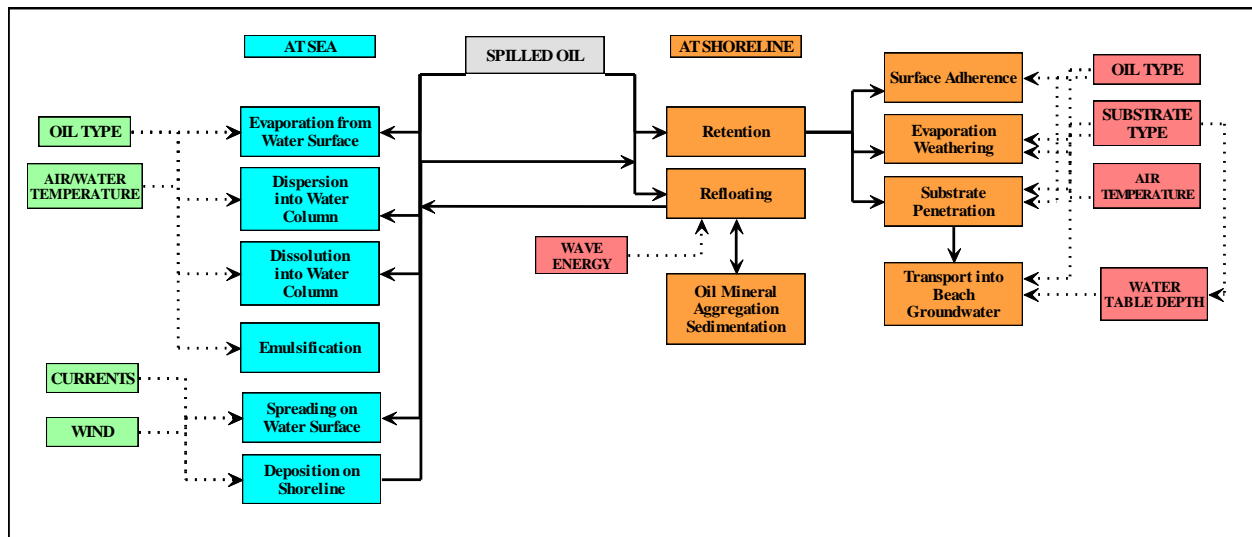 AT SEA
SPILLED OIL
AT SHORELINE
OIL TYPE
AIR/WATER
TEMPERATURE
CURRENTS
WIND
Evaporation from
Water Surface
Dispersion
into Water
Column
Dissolution
into Water
Column
Emulsification
Spreading on
Water Surface
Deposition on
Shoreline
Retention
Refloating
WAVE
ENERGY
Oil Mineral
Aggregation
Sedimentation
Surface Adherence
Evaporation
Weathering
Substrate
Penetration
Transport into
Beach
Groundwater
OIL TYPE
SUBSTRATE
TYPE
AIR
TEMPERATURE
WATER
TABLE DEPTH